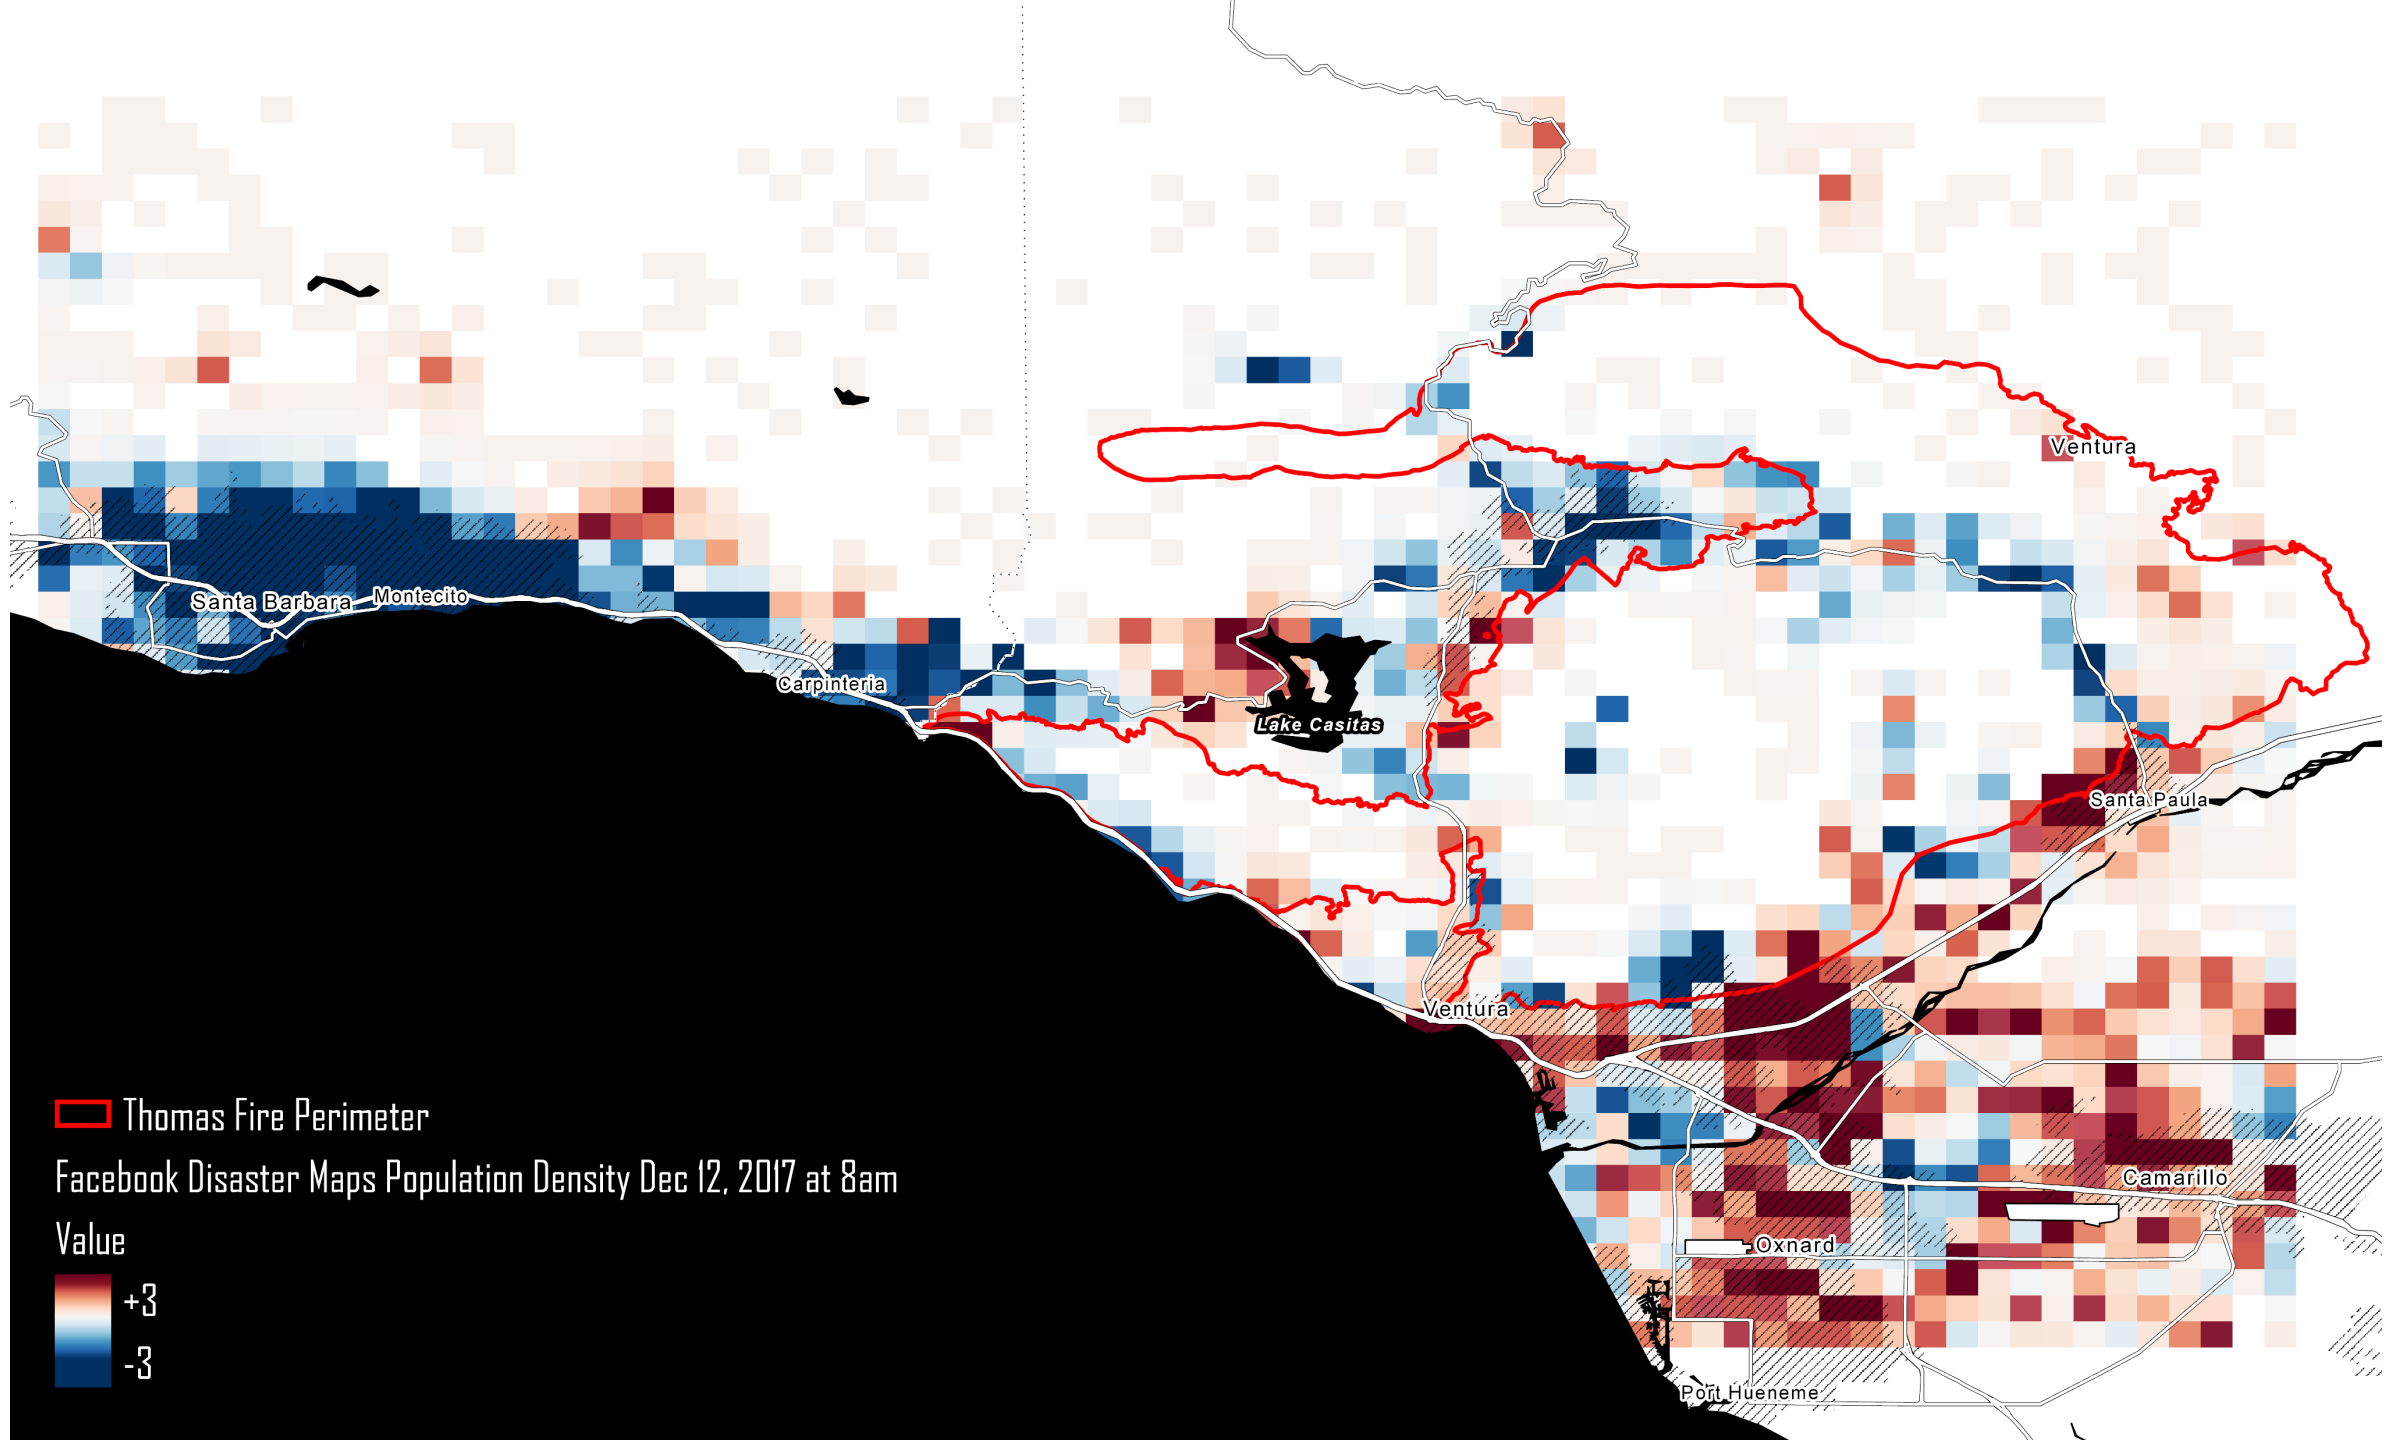 Ventura
Santa Barbara
Montecito
Carpinteria
Lake Casitas
Santa Paula
Ventura
Camarillo
Oxnard
Port Hueneme
Thomas Fire Perimeter
Facebook Disaster Maps Population Density Dec 12, 2017 at 8am
Value
+3
-3